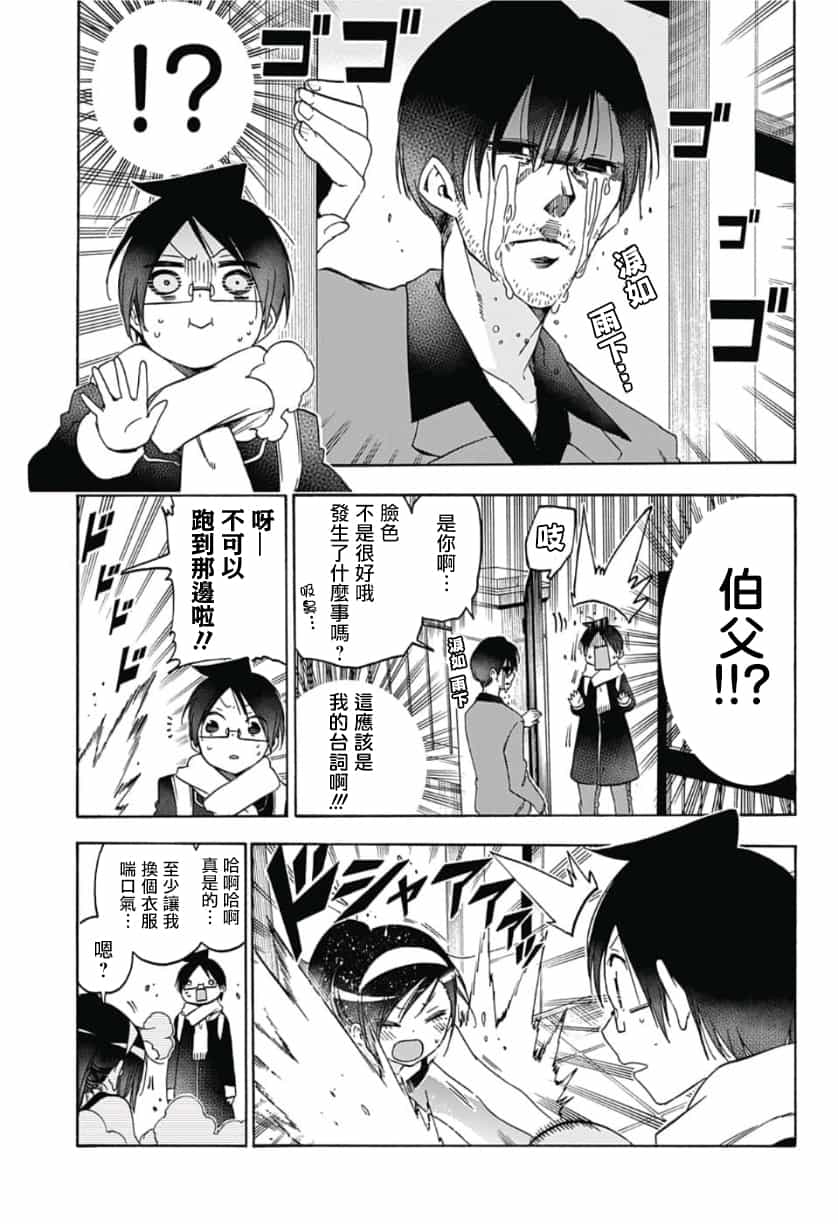 ゴゴゴ
ゴ
ゴ
ゴ
淚如
雨下…
!?
伯父!!?
吱
是你啊…
臉色
不是很好哦
發生了什麼事嗎?
淚如 雨下
這應該是
我的台詞啊!!!
呀—
不可以
跑到那邊啦!!
ドドド
ドシャアアア
哈啊哈啊
真是的…
至少讓我
換個衣服
喘口氣…
嗯?